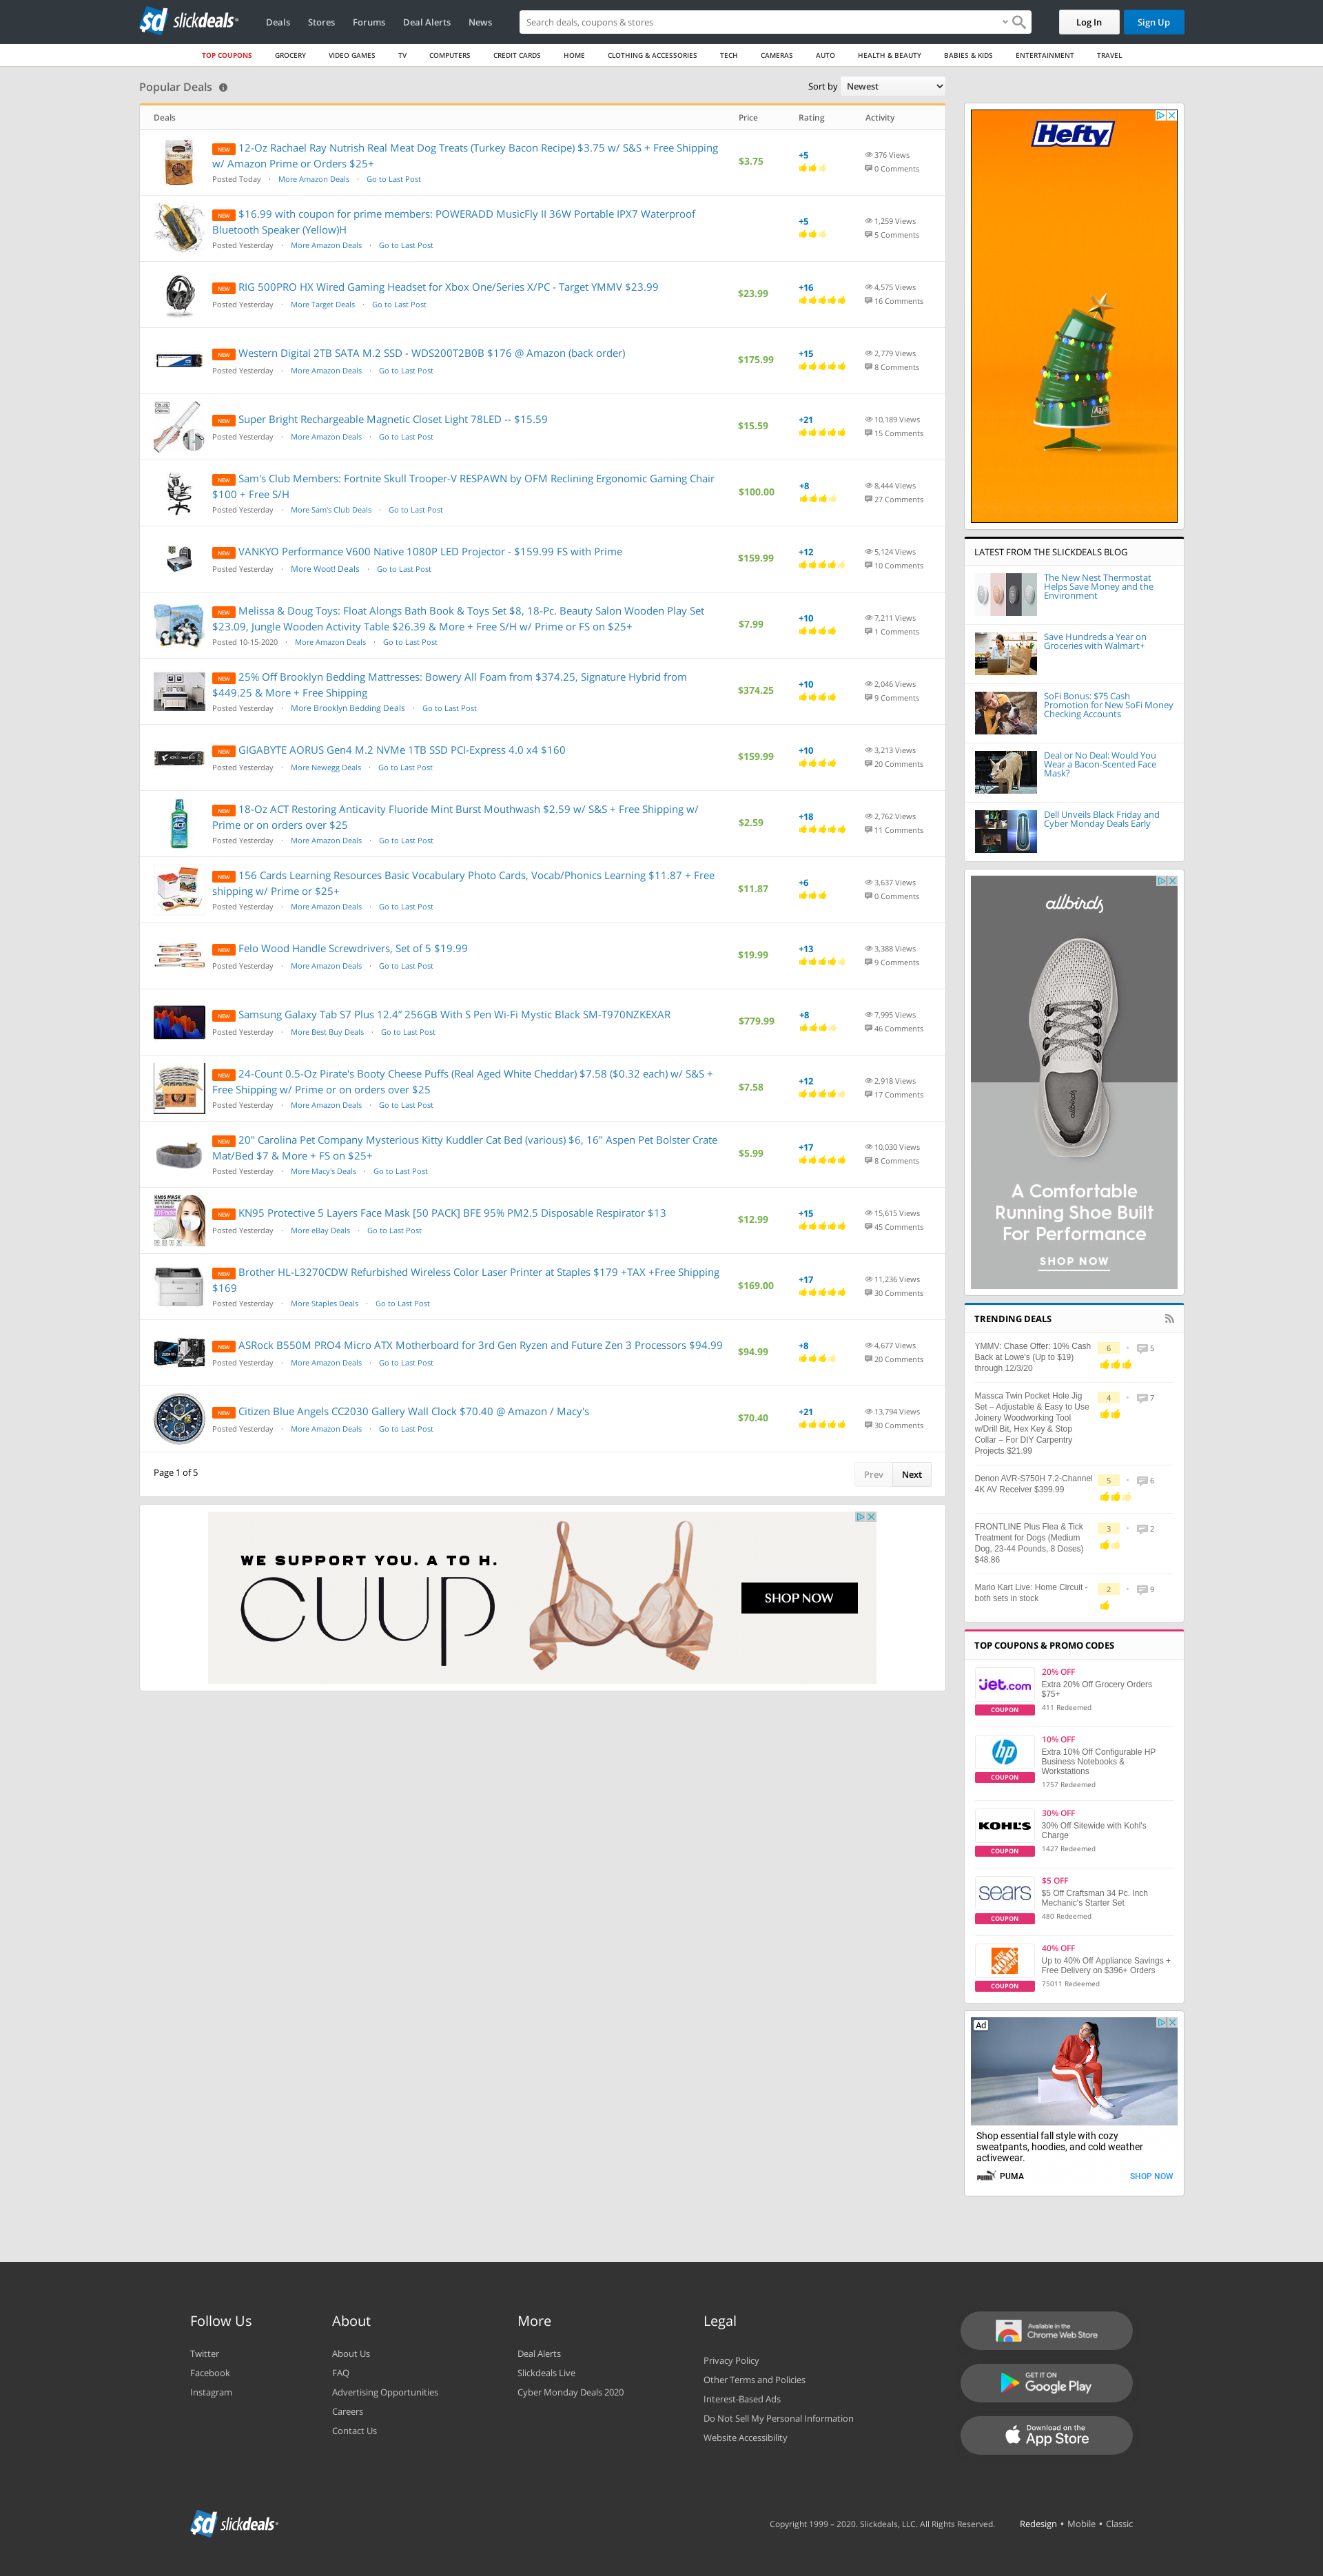 slickdeals
Deals Stores Forums Deal Alerts News
Search deals, coupons & stores
Log In
Sign Up
TOP COUPONS GROCERY VIDEO GAMES TV COMPUTERS CREDIT CARDS HOME CLOTHING & ACCESSORIES TECH CAMERAS AUTO HEALTH & BEAUTY BABIES & KIDS ENTERTAINMENT TRAVEL
Popular Deals
Sort by Newest
Deals Price Rating Activity
NEW 12-Oz Rachael Ray Nutrish Real Meat Dog Treats (Turkey Bacon Recipe) $3.75 w/ S&S + Free Shipping
w/ Amazon Prime or Orders $25+
Posted Today · More Amazon Deals · Go to Last Post
$3.75
+5
376 Views
0 Comments
NEW $16.99 with coupon for prime members: POWERADD MusicFly II 36W Portable IPX7 Waterproof
Bluetooth Speaker (Yellow)H
Posted Yesterday · More Amazon Deals · Go to Last Post
+5
1,259 Views
5 Comments
NEW RIG 500PRO HX Wired Gaming Headset for Xbox One/Series X/PC - Target YMMV $23.99
Posted Yesterday · More Target Deals · Go to Last Post
$23.99
+16
4,575 Views
16 Comments
NEW Western Digital 2TB SATA M.2 SSD - WDS200T2B0B $176 @ Amazon (back order)
Posted Yesterday · More Amazon Deals · Go to Last Post
$175.99
+15
2,779 Views
8 Comments
NEW Super Bright Rechargeable Magnetic Closet Light 78LED -- $15.59
Posted Yesterday · More Amazon Deals · Go to Last Post
$15.59
+21
10,189 Views
15 Comments
NEW Sam's Club Members: Fortnite Skull Trooper-V RESPAWN by OFM Reclining Ergonomic Gaming Chair
$100 + Free S/H
Posted Yesterday · More Sam's Club Deals · Go to Last Post
$100.00
+8
8,444 Views
27 Comments
NEW VANKYO Performance V600 Native 1080P LED Projector - $159.99 FS with Prime
Posted Yesterday · More Woot! Deals · Go to Last Post
$159.99
+12
5,124 Views
10 Comments
NEW Melissa & Doug Toys: Float Alongs Bath Book & Toys Set $8, 18-Pc. Beauty Salon Wooden Play Set
$23.09, Jungle Wooden Activity Table $26.39 & More + Free S/H w/ Prime or FS on $25+
Posted 10-15-2020 · More Amazon Deals · Go to Last Post
$7.99
+10
7,211 Views
1 Comments
NEW 25% Off Brooklyn Bedding Mattresses: Bowery All Foam from $374.25, Signature Hybrid from
$449.25 & More + Free Shipping
Posted Yesterday · More Brooklyn Bedding Deals · Go to Last Post
$374.25
+10
2,046 Views
9 Comments
NEW GIGABYTE AORUS Gen4 M.2 NVMe 1TB SSD PCI-Express 4.0 x4 $160
Posted Yesterday · More Newegg Deals · Go to Last Post
$159.99
+10
3,213 Views
20 Comments
NEW 18-Oz ACT Restoring Anticavity Fluoride Mint Burst Mouthwash $2.59 w/ S&S + Free Shipping w/
Prime or on orders over $25
Posted Yesterday · More Amazon Deals · Go to Last Post
$2.59
+18
2,762 Views
11 Comments
NEW 156 Cards Learning Resources Basic Vocabulary Photo Cards, Vocab/Phonics Learning $11.87 + Free
shipping w/ Prime or $25+
Posted Yesterday · More Amazon Deals · Go to Last Post
$11.87
+6
3,637 Views
0 Comments
NEW Felo Wood Handle Screwdrivers, Set of 5 $19.99
Posted Yesterday · More Amazon Deals · Go to Last Post
$19.99
+13
3,388 Views
9 Comments
NEW Samsung Galaxy Tab S7 Plus 12.4” 256GB With S Pen Wi-Fi Mystic Black SM-T970NZKEXAR
Posted Yesterday · More Best Buy Deals · Go to Last Post
$779.99
+8
7,995 Views
46 Comments
NEW 24-Count 0.5-Oz Pirate's Booty Cheese Puffs (Real Aged White Cheddar) $7.58 ($0.32 each) w/ S&S +
Free Shipping w/ Prime or on orders over $25
Posted Yesterday · More Amazon Deals · Go to Last Post
$7.58
+12
2,918 Views
17 Comments
NEW 20" Carolina Pet Company Mysterious Kitty Kuddler Cat Bed (various) $6, 16" Aspen Pet Bolster Crate
Mat/Bed $7 & More + FS on $25+
Posted Yesterday · More Macy's Deals · Go to Last Post
$5.99
+17
10,030 Views
8 Comments
KN95 MASK
NEW KN95 Protective 5 Layers Face Mask [50 PACK] BFE 95% PM2.5 Disposable Respirator $13
Posted Yesterday · More eBay Deals · Go to Last Post
$12.99
+15
15,615 Views
45 Comments
NEW Brother HL-L3270CDW Refurbished Wireless Color Laser Printer at Staples $179 +TAX +Free Shipping
$169
Posted Yesterday · More Staples Deals · Go to Last Post
$169.00
+17
11,236 Views
30 Comments
NEW ASRock B550M PRO4 Micro ATX Motherboard for 3rd Gen Ryzen and Future Zen 3 Processors $94.99
Posted Yesterday · More Amazon Deals · Go to Last Post
$94.99
+8
4,677 Views
20 Comments
NEW Citizen Blue Angels CC2030 Gallery Wall Clock $70.40 @ Amazon / Macy's
Posted Yesterday · More Amazon Deals · Go to Last Post
$70.40
+21
13,794 Views
30 Comments
Page 1 of 5
Prev Next
WE SUPPORT YOU. A TO H.
CUUP
SHOP NOW
Hefty
LATEST FROM THE SLICKDEALS BLOG
The New Nest Thermostat
Helps Save Money and the
Environment
Save Hundreds a Year on
Groceries with Walmart+
SoFi Bonus: $75 Cash
Promotion for New SoFi Money
Checking Accounts
Deal or No Deal: Would You
Wear a Bacon-Scented Face
Mask?
Dell Unveils Black Friday and
Cyber Monday Deals Early
allbirds
allbirds
A Comfortable
Running Shoe Built
For Performance
SHOP NOW
TRENDING DEALS
YMMV: Chase Offer: 10% Cash
Back at Lowe's (Up to $19)
through 12/3/20
6 • 5
Massca Twin Pocket Hole Jig
Set – Adjustable & Easy to Use
Joinery Woodworking Tool
w/Drill Bit, Hex Key & Stop
Collar – For DIY Carpentry
Projects $21.99
4 • 7
Denon AVR-S750H 7.2-Channel
4K AV Receiver $399.99
5 • 6
FRONTLINE Plus Flea & Tick
Treatment for Dogs (Medium
Dog, 23-44 Pounds, 8 Doses)
$48.86
3 • 2
Mario Kart Live: Home Circuit -
both sets in stock
2 • 9
TOP COUPONS & PROMO CODES
jet.com
COUPON
20% OFF
Extra 20% Off Grocery Orders
$75+
411 Redeemed
hp
COUPON
10% OFF
Extra 10% Off Configurable HP
Business Notebooks &
Workstations
1757 Redeemed
KOHL'S
COUPON
30% OFF
30% Off Sitewide with Kohl's
Charge
1427 Redeemed
sears
COUPON
$5 OFF
$5 Off Craftsman 34 Pc. Inch
Mechanic's Starter Set
480 Redeemed
THE HOME DEPOT
COUPON
40% OFF
Up to 40% Off Appliance Savings +
Free Delivery on $396+ Orders
75011 Redeemed
Ad
Shop essential fall style with cozy
sweatpants, hoodies, and cold weather
activewear.
PUMA
SHOP NOW
Follow Us
Twitter
Facebook
Instagram
About
About Us
FAQ
Advertising Opportunities
Careers
Contact Us
More
Deal Alerts
Slickdeals Live
Cyber Monday Deals 2020
Legal
Privacy Policy
Other Terms and Policies
Interest-Based Ads
Do Not Sell My Personal Information
Website Accessibility
Available in the
Chrome Web Store
GET IT ON
Google Play
Download on the
App Store
slickdeals
Copyright 1999 – 2020. Slickdeals, LLC. All Rights Reserved.
Redesign • Mobile • Classic